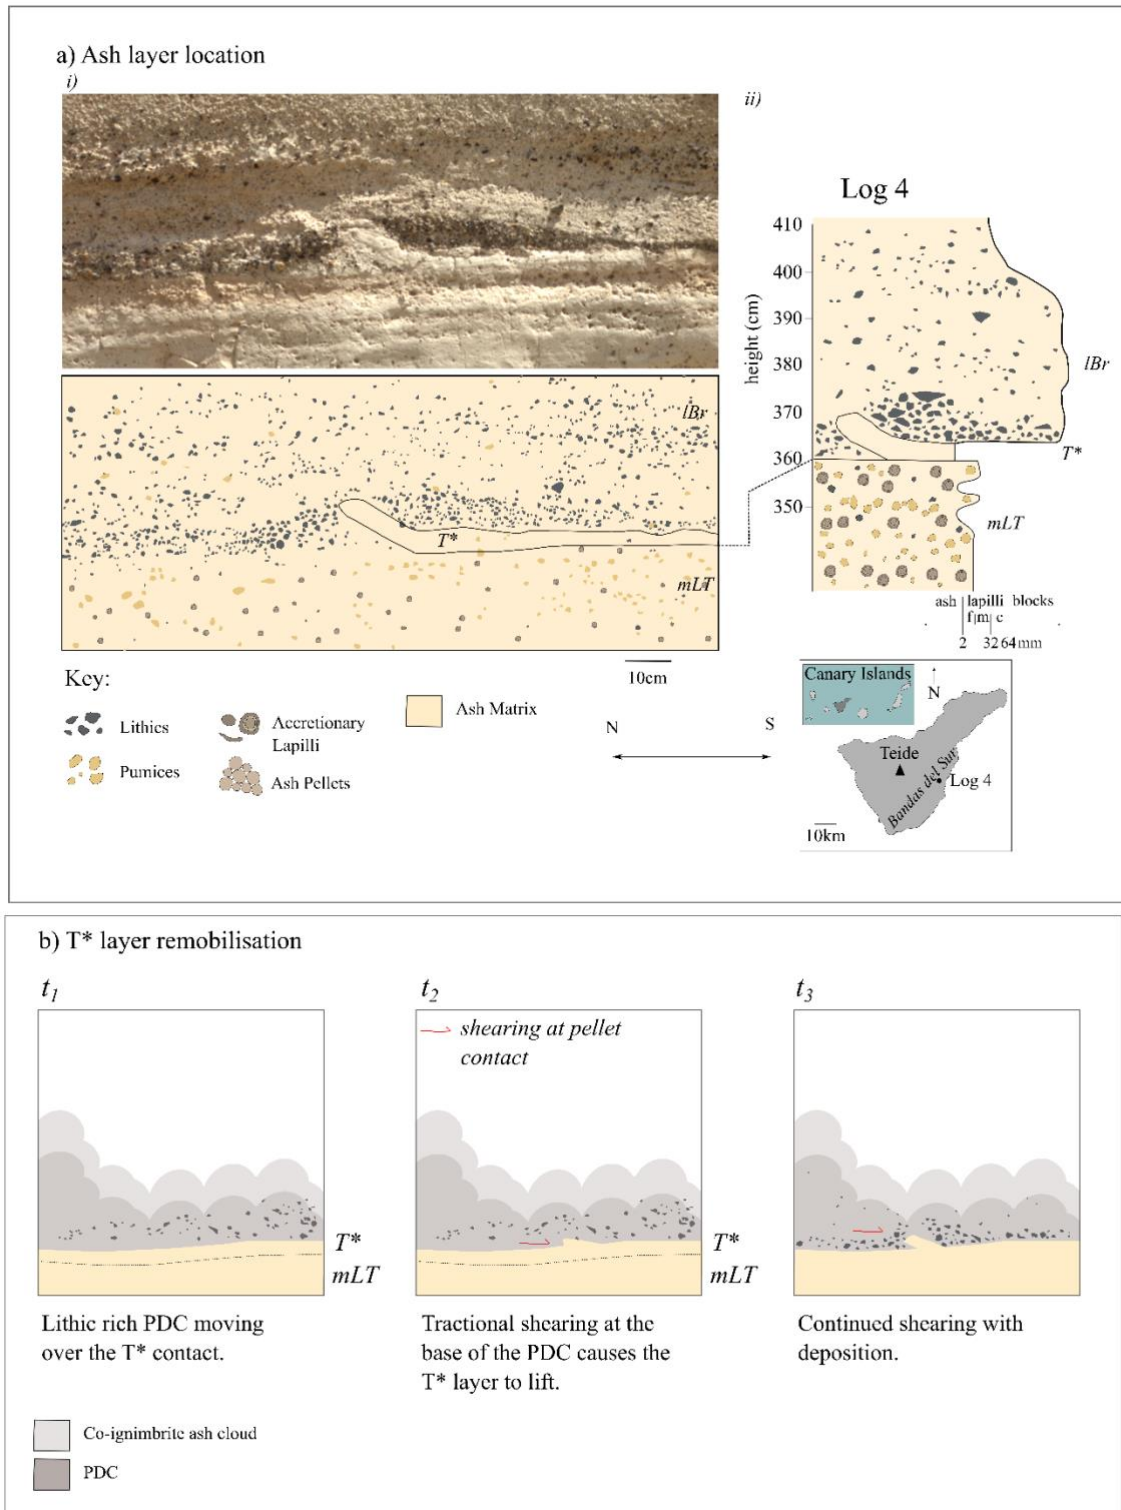 a) Ash layer location
i)
ii)
Log 4
410
400
390
380
370
360
350
height (cm)
lBr
T*
mLT
lBr
T*
mLT
ash lapilli blocks
f m c
2 32 64mm
10cm
Key:
Lithics
Pumices
Accretionary
Lapilli
Ash Pellets
Ash Matrix
N S
Canary Islands
N
Teide
Bandas del Sur
Log 4
10km
b) T* layer remobilisation
t1
t2
t3
shearing at pellet
contact
T*
mLT
T*
mLT
Lithic rich PDC moving
over the T* contact.
Tractional shearing at the
base of the PDC causes the
T* layer to lift.
Continued shearing with
deposition.
Co-ignimbrite ash cloud
PDC